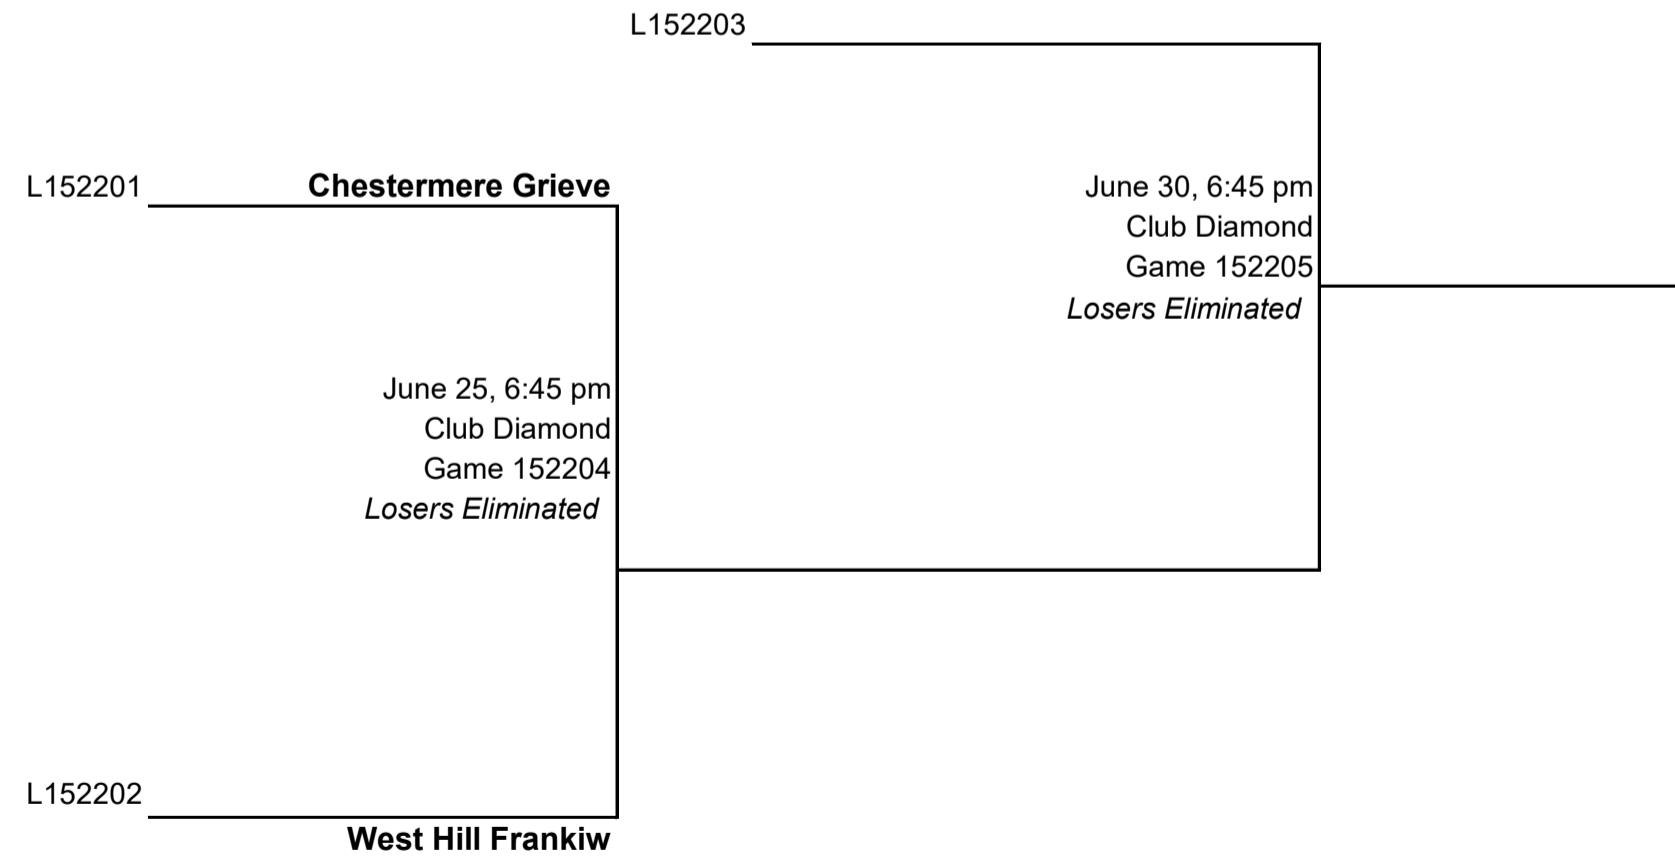 L152203
L152201
Chestermere Grieve
June 30, 6:45 pm
Club Diamond
Game 152205
Losers Eliminated
June 25, 6:45 pm
Club Diamond
Game 152204
Losers Eliminated
L152202
West Hill Frankiw